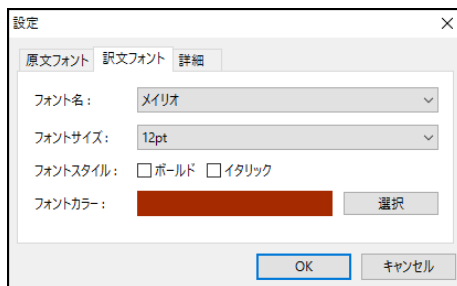 設定
原文フォント 訳文フォント 詳細
フォント名： メイリオ
フォントサイズ： 12pt
フォントスタイル： ボールド イタリック
フォントカラー： 選択
OK キャンセル